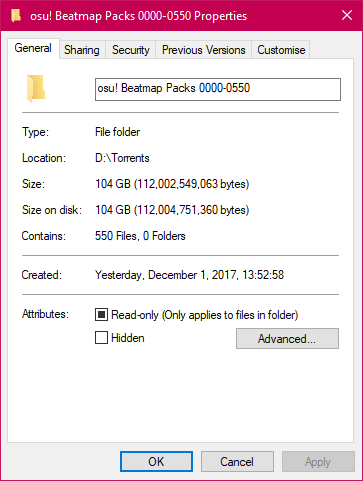 osu! Beatmap Packs 0000-0550 Properties
General Sharing Security Previous Versions Customise
osu! Beatmap Packs 0000-0550
Type: File folder
Location: D:\Torrents
Size: 104 GB (112,002,549,063 bytes)
Size on disk: 104 GB (112,004,751,360 bytes)
Contains: 550 Files, 0 Folders
Created: Yesterday, December 1, 2017, 13:52:58
Attributes: Read-only (Only applies to files in folder)
Hidden Advanced...
OK Cancel Apply